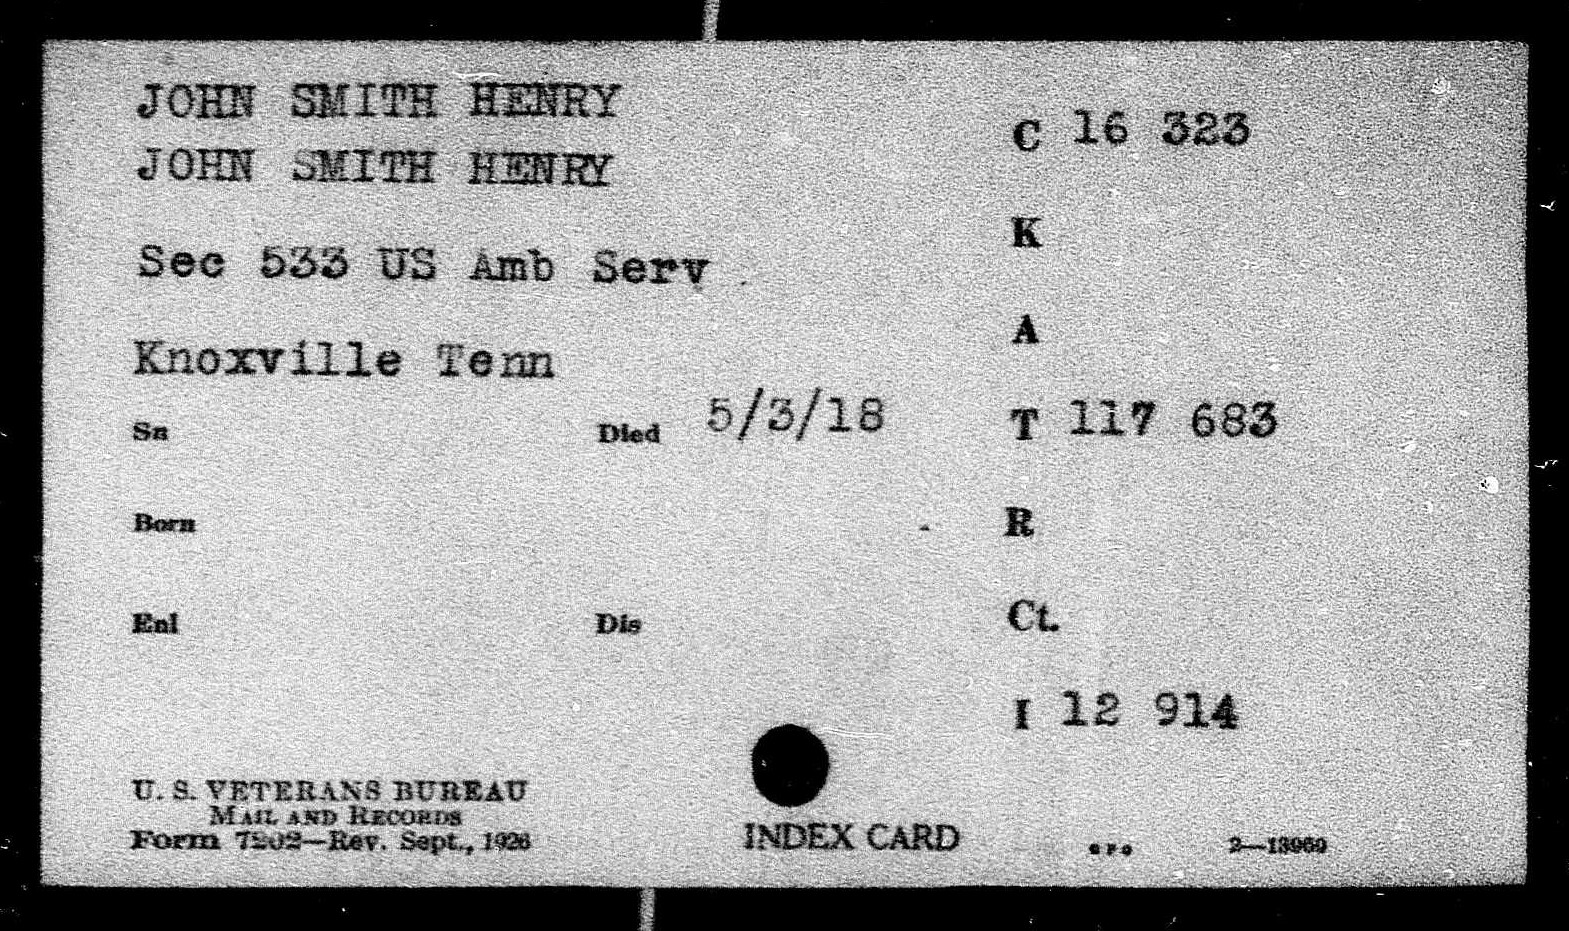 JOHN SMITH HENRY
JOHN SMITH HENRY
Sec 533 US Amb Serv
Knoxville Tenn
Sn
Died 5/3/18
Born
Enl
Dis
C 16 323
K
A
T 117 683
R
Ct.
I 12 914
U. S. VETERANS BUREAU
MAIL AND RECORDS
Form 7202—Rev. Sept., 1926
INDEX CARD